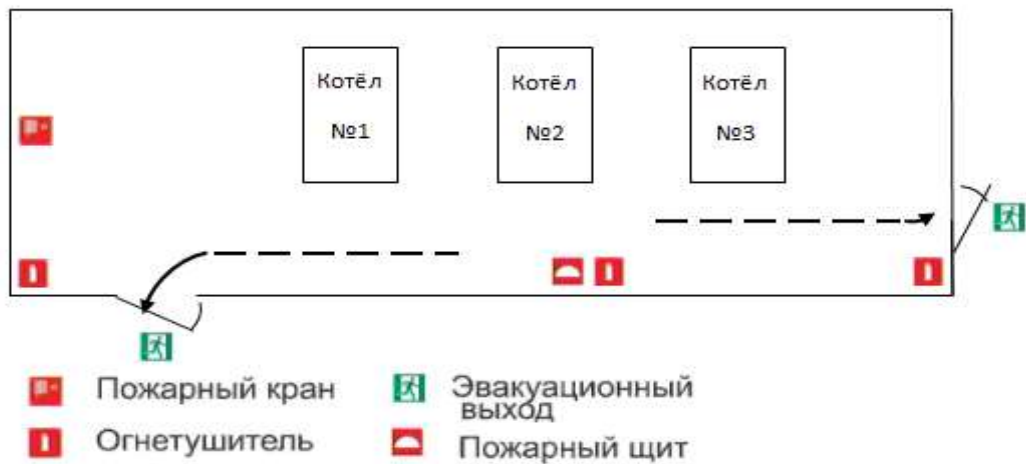 Котёл
№1
Котёл
№2
Котёл
№3
Пожарный кран
Эвакуационный
выход
Огнетушитель
Пожарный щит